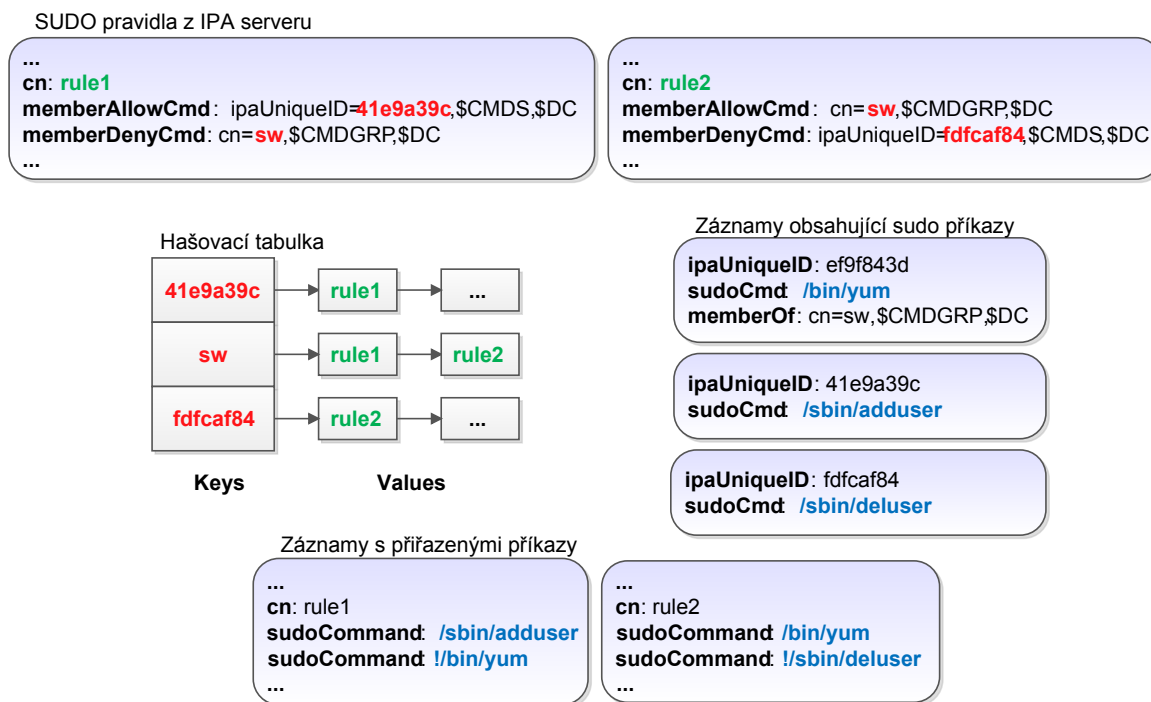 SUDO pravidla z IPA serveru
...
cn: rule1
memberAllowCmd: ipaUniqueID=41e9a39c,$CMDS,$DC
memberDenyCmd: cn=sw,$CMDGRP,$DC
...
...
cn: rule2
memberAllowCmd: cn=sw,$CMDGRP,$DC
memberDenyCmd: ipaUniqueID=fdfcaf84,$CMDS,$DC
...
Hašovací tabulka
41e9a39c rule1 ...
sw rule1 rule2
fdfcaf84 rule2 ...
Keys Values
Záznamy obsahující sudo příkazy
ipaUniqueID: ef9f843d
sudoCmd: /bin/yum
memberOf: cn=sw,$CMDGRP,$DC
ipaUniqueID: 41e9a39c
sudoCmd: /sbin/adduser
ipaUniqueID: fdfcaf84
sudoCmd: /sbin/deluser
Záznamy s přiřazenými příkazy
...
cn: rule1
sudoCommand: /sbin/adduser
sudoCommand: !/bin/yum
...
...
cn: rule2
sudoCommand: /bin/yum
sudoCommand: !/sbin/deluser
...